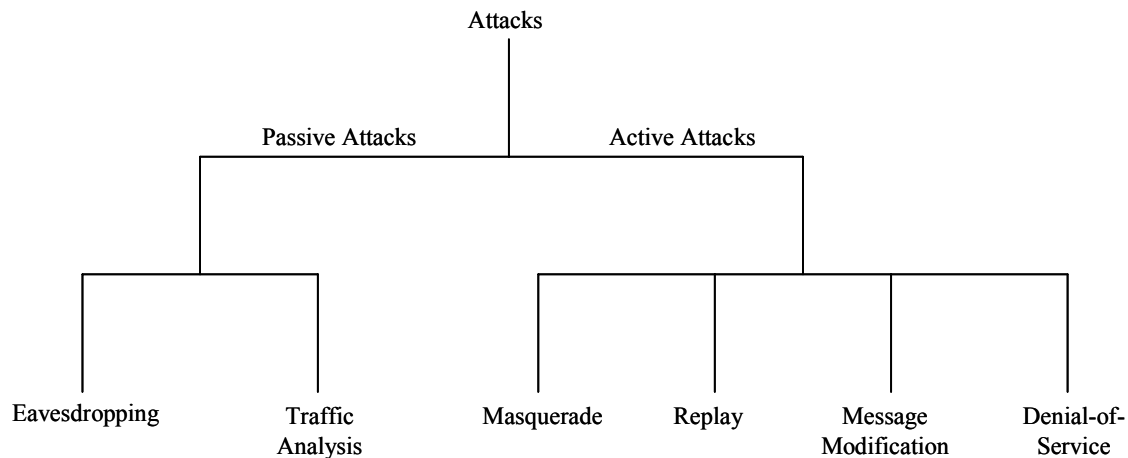 Attacks
Passive Attacks
Active Attacks
Eavesdropping
Traffic
Analysis
Masquerade
Replay
Message
Modification
Denial-of-
Service